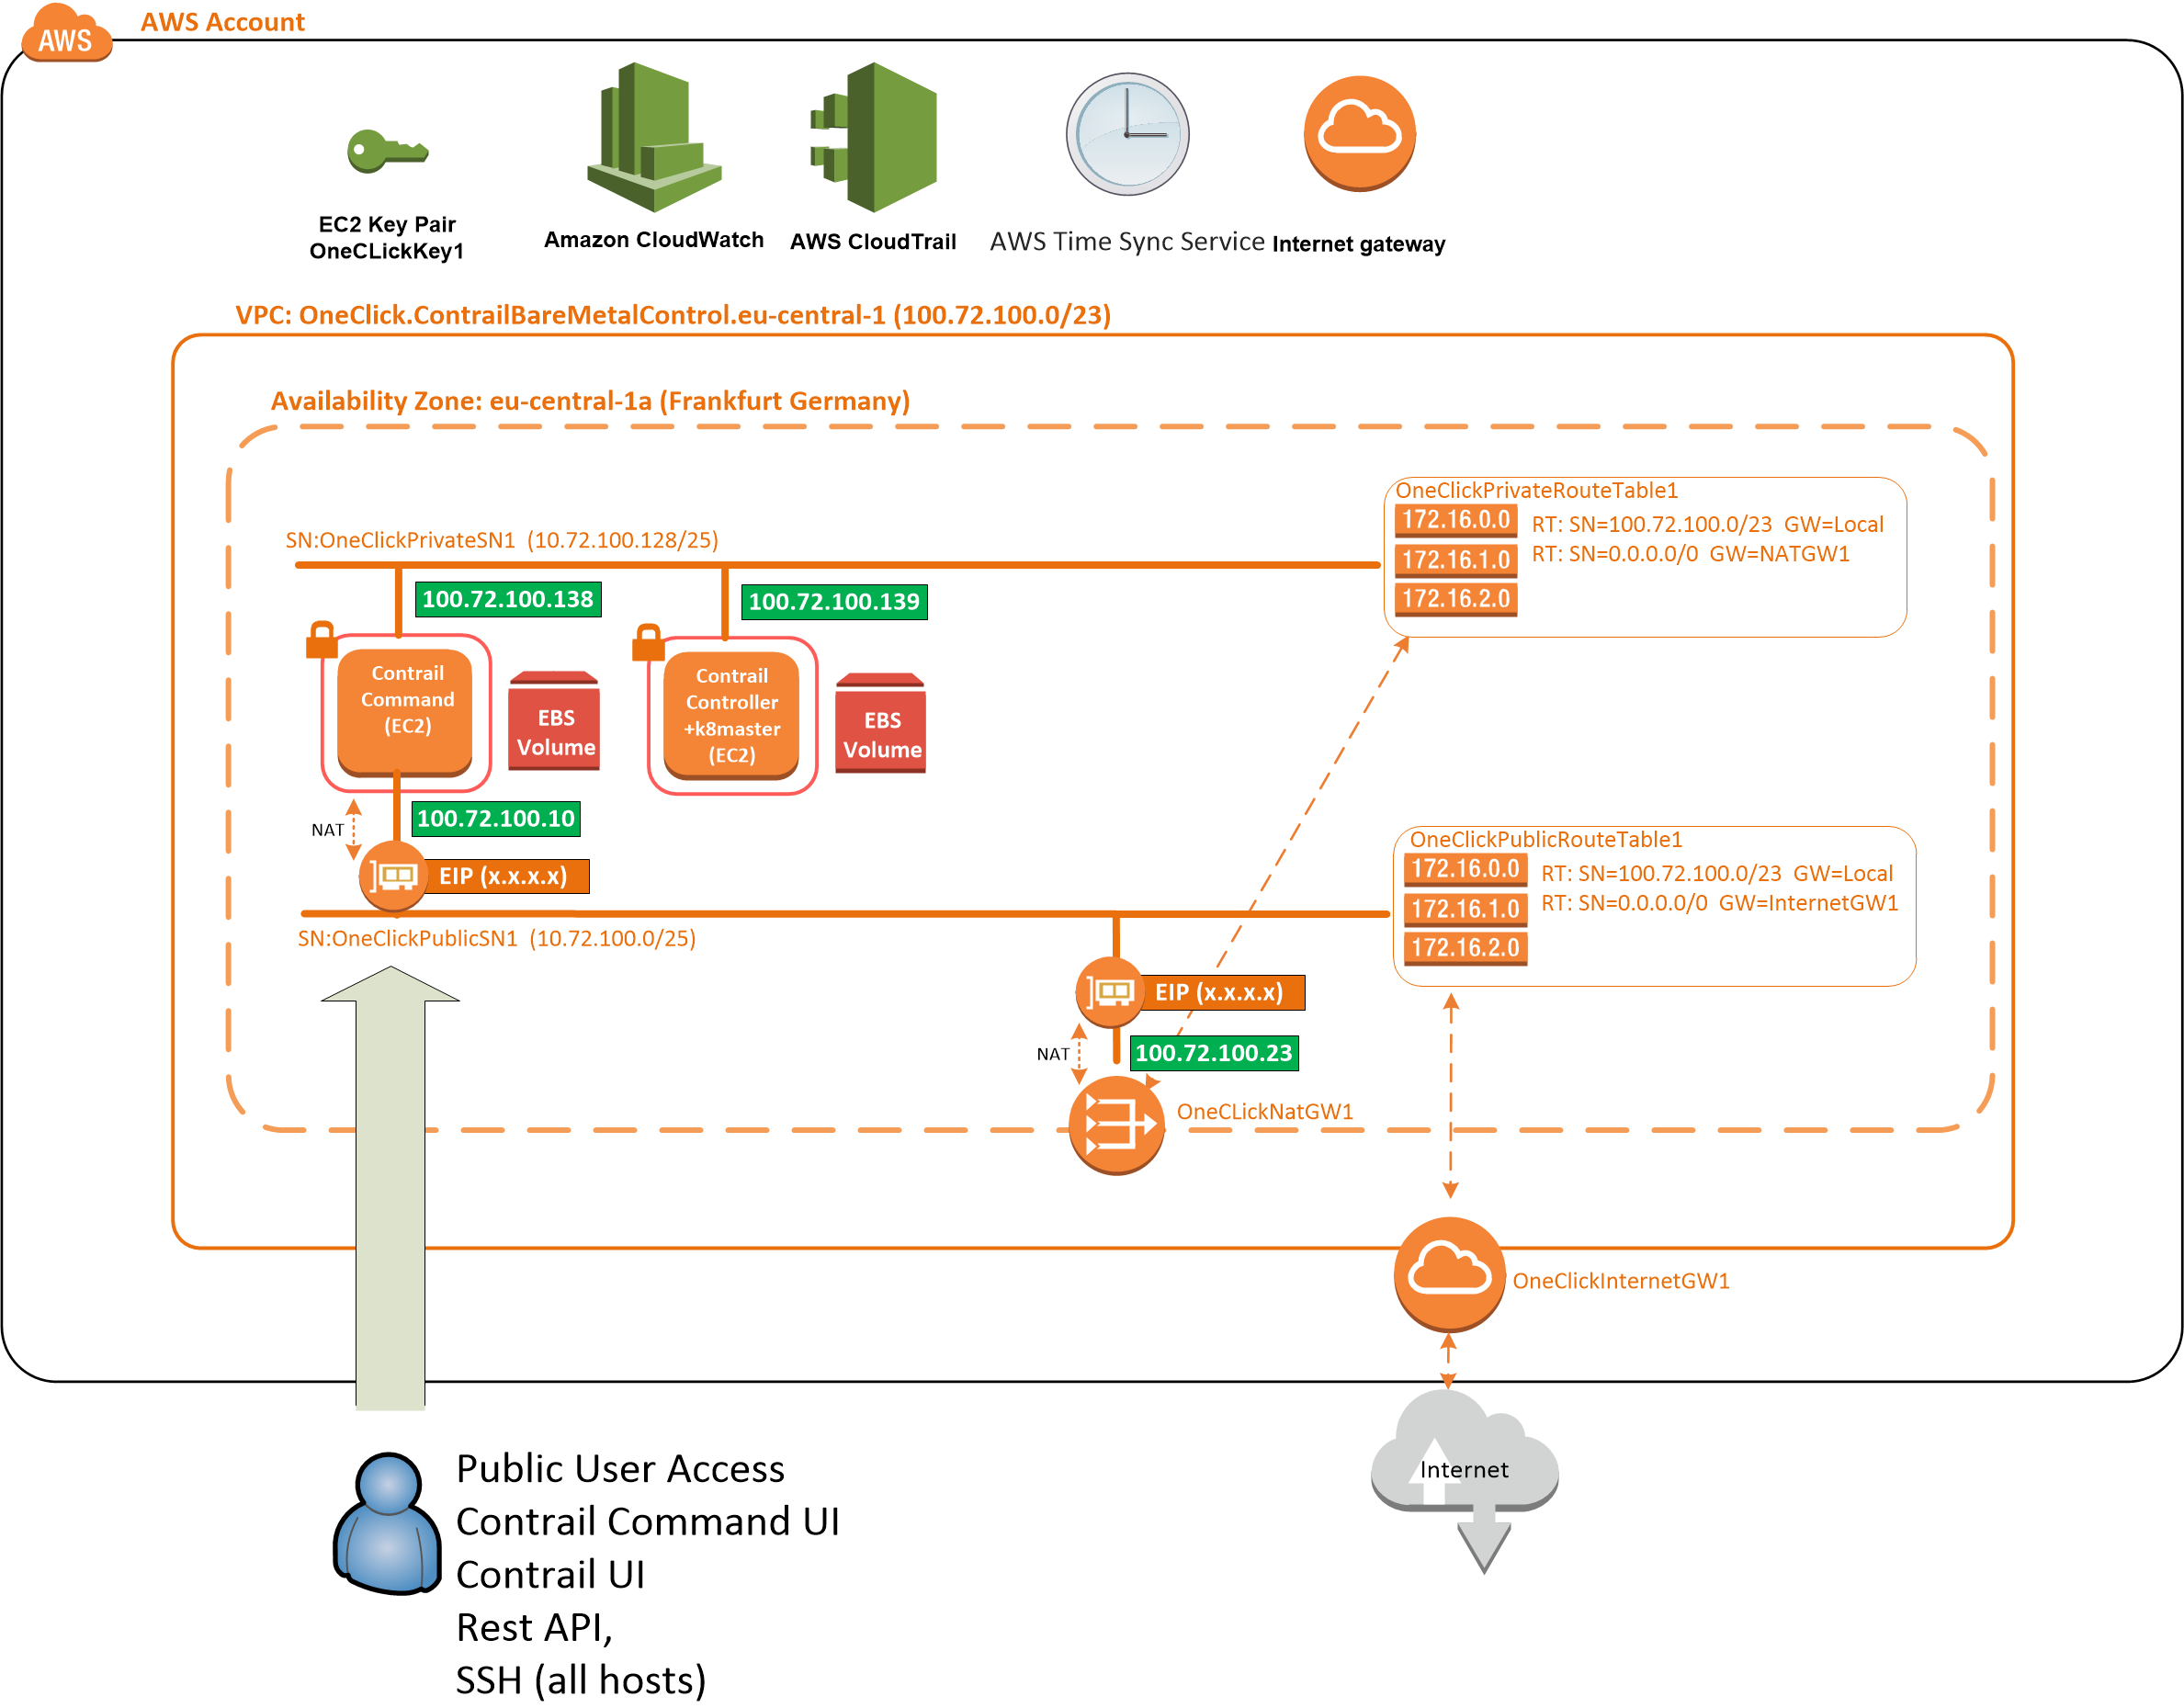 AWS
AWS Account
EC2 Key Pair
OneCLickKey1
Amazon CloudWatch
AWS CloudTrail
AWS Time Sync Service
Internet gateway
VPC: OneClick.ContrailBareMetalControl.eu-central-1 (100.72.100.0/23)
Availability Zone: eu-central-1a (Frankfurt Germany)
OneClickPrivateRouteTable1
172.16.0.0
172.16.1.0
172.16.2.0
RT: SN=100.72.100.0/23 GW=Local
RT: SN=0.0.0.0/0 GW=NATGW1
SN:OneClickPrivateSN1 (10.72.100.128/25)
100.72.100.138
100.72.100.139
Contrail
Command
(EC2)
EBS
Volume
Contrail
Controller
+k8master
(EC2)
EBS
Volume
NAT
100.72.100.10
EIP (x.x.x.x)
OneClickPublicRouteTable1
172.16.0.0
172.16.1.0
172.16.2.0
RT: SN=100.72.100.0/23 GW=Local
RT: SN=0.0.0.0/0 GW=InternetGW1
SN:OneClickPublicSN1 (10.72.100.0/25)
EIP (x.x.x.x)
NAT
100.72.100.23
OneCLickNatGW1
OneClickInternetGW1
Internet
Public User Access
Contrail Command UI
Contrail UI
Rest API,
SSH (all hosts)